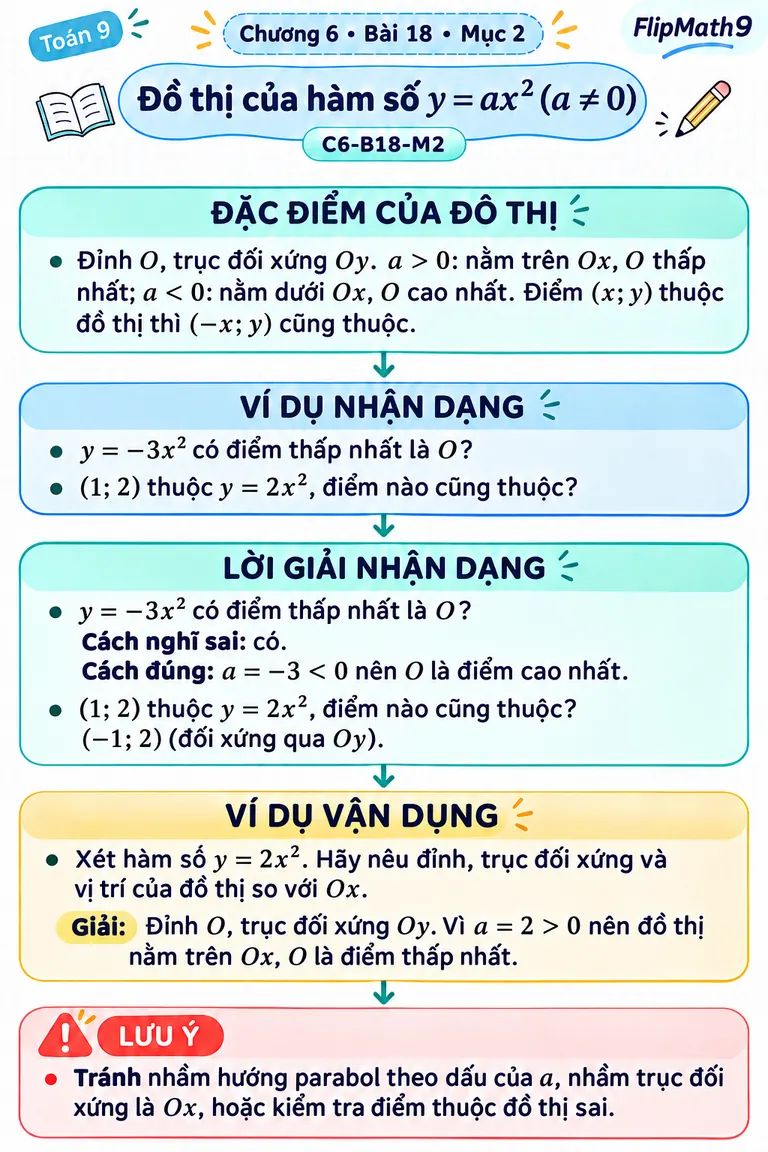 Toán 9
Chương 6 • Bài 18 • Mục 2
FlipMath9
Đồ thị của hàm số y = ax² (a ≠ 0)
C6-B18-M2
ĐẶC ĐIỂM CỦA ĐÔ THỊ
• Đỉnh O, trục đối xứng Oy. a > 0: nằm trên Ox, O thấp
nhất; a < 0: nằm dưới Ox, O cao nhất. Điểm (x; y) thuộc
đồ thị thì (−x; y) cũng thuộc.
VÍ DỤ NHẬN DẠNG
• y = −3x² có điểm thấp nhất là O?
• (1; 2) thuộc y = 2x², điểm nào cũng thuộc?
LỜI GIẢI NHẬN DẠNG
• y = −3x² có điểm thấp nhất là O?
Cách nghĩ sai: có.
Cách đúng: a = −3 < 0 nên O là điểm cao nhất.
• (1; 2) thuộc y = 2x², điểm nào cũng thuộc?
(−1; 2) (đối xứng qua Oy).
VÍ DỤ VẬN DỤNG
• Xét hàm số y = 2x². Hãy nêu đỉnh, trục đối xứng và
vị trí của đồ thị so với Ox.
Giải: Đỉnh O, trục đối xứng Oy. Vì a = 2 > 0 nên đồ thị
nằm trên Ox, O là điểm thấp nhất.
LƯU Ý
• Tránh nhầm hướng parabol theo dấu của a, nhầm trục đối
xứng là Ox, hoặc kiểm tra điểm thuộc đồ thị sai.